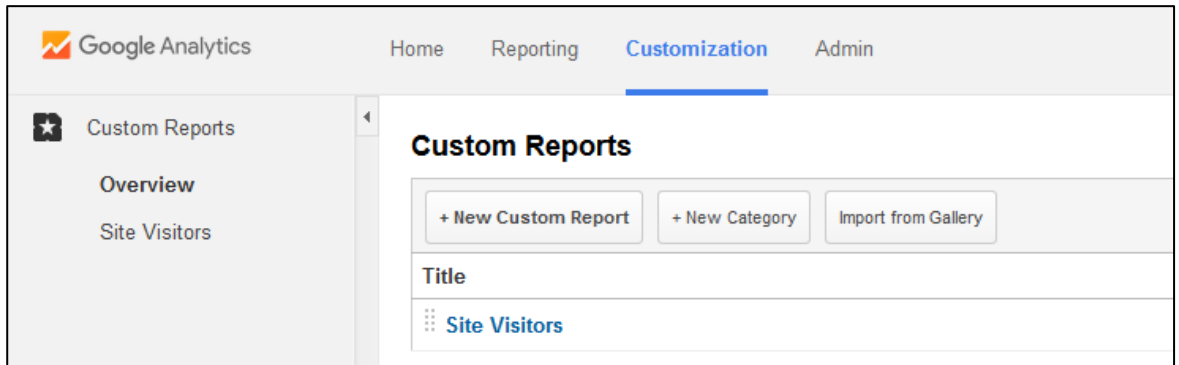 Google Analytics
Home Reporting Customization Admin
Custom Reports
Overview
Site Visitors
Custom Reports
+ New Custom Report + New Category Import from Gallery
Title
Site Visitors